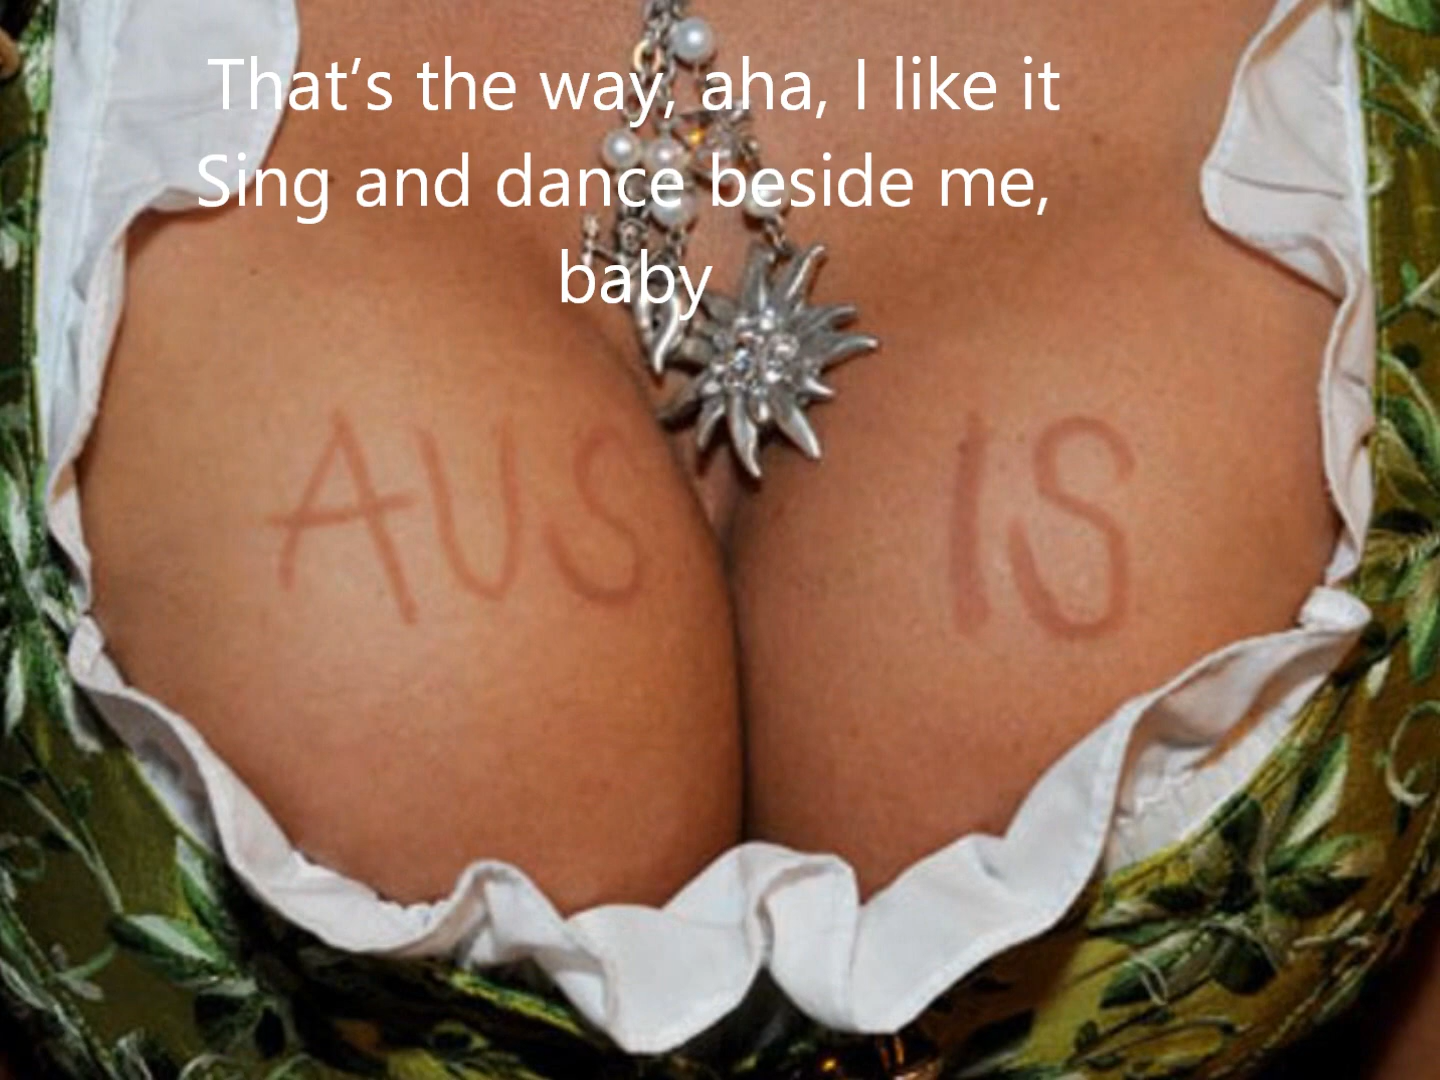 That’s the way, aha, I like it
Sing and dance beside me,
baby
AUS IS